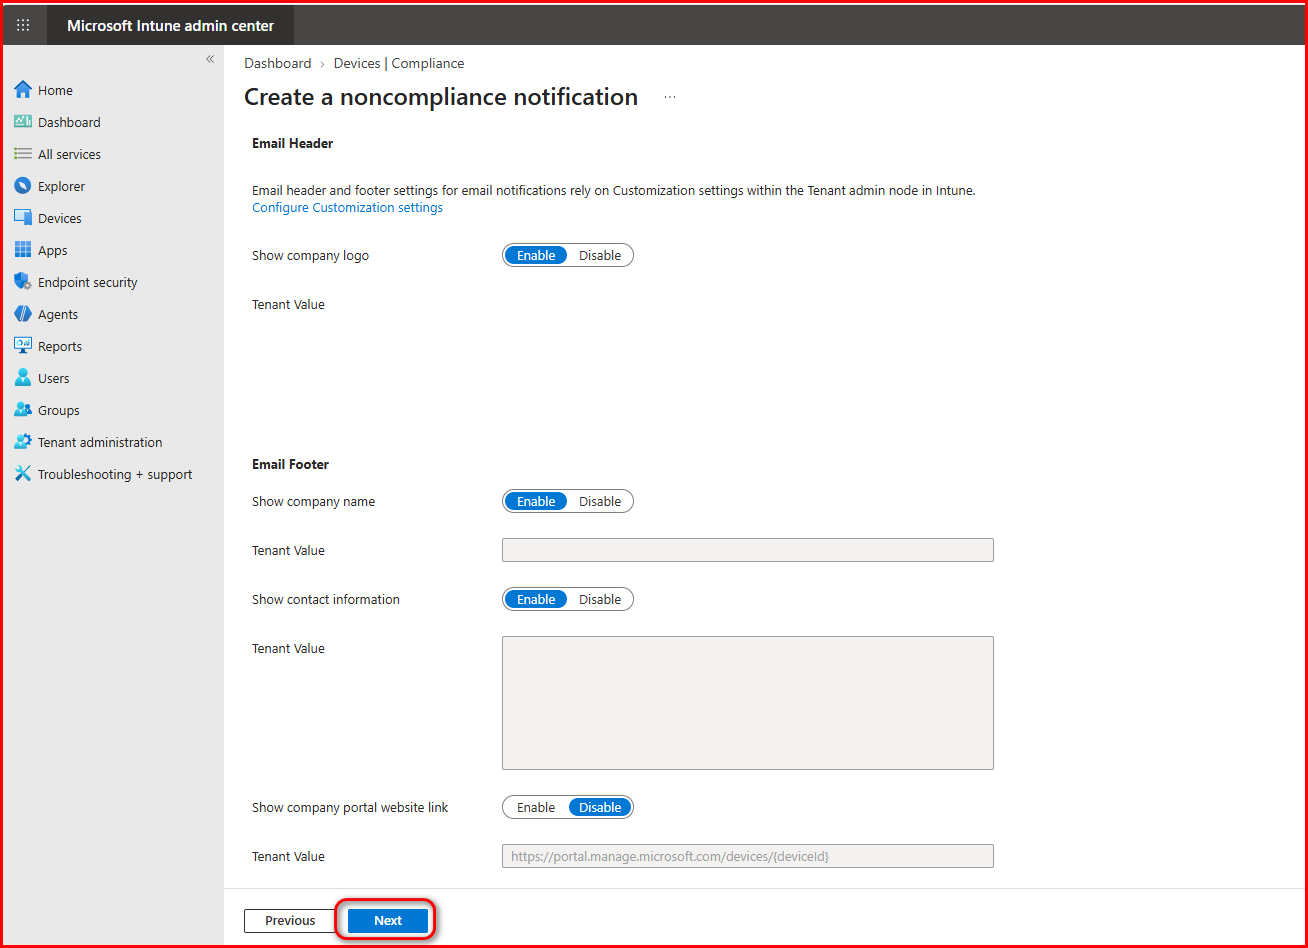 Microsoft Intune admin center
«
Home
Dashboard
All services
Explorer
Devices
Apps
Endpoint security
Agents
Reports
Users
Groups
Tenant administration
Troubleshooting + support
Dashboard › Devices | Compliance
Create a noncompliance notification ...
Email Header
Email header and footer settings for email notifications rely on Customization settings within the Tenant admin node in Intune.
Configure Customization settings
Show company logo Enable Disable
Tenant Value
Email Footer
Show company name Enable Disable
Tenant Value
Show contact information Enable Disable
Tenant Value
Show company portal website link Enable Disable
Tenant Value https://portal.manage.microsoft.com/devices/{deviceId}
Previous Next